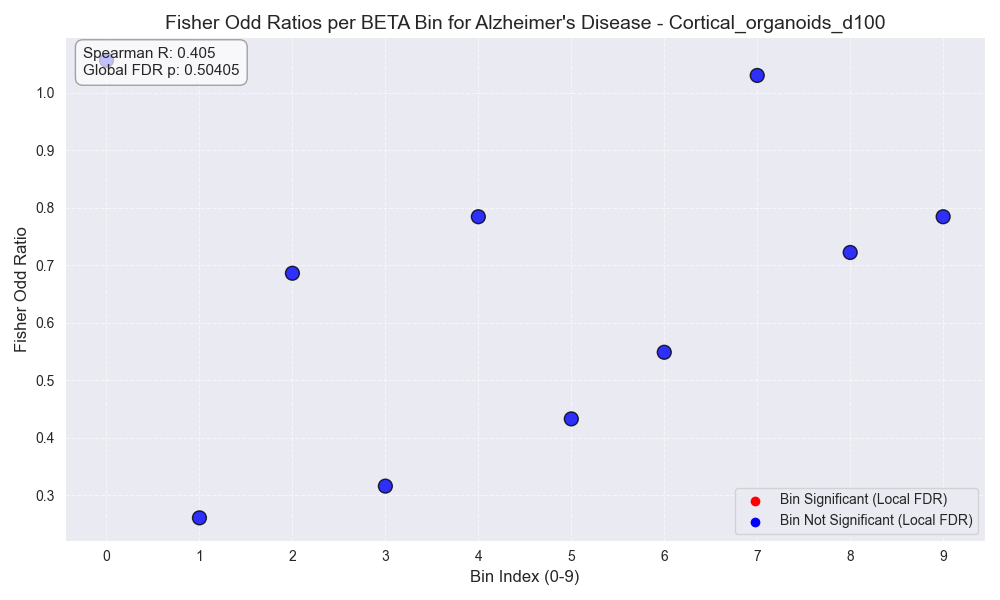 Fisher Odd Ratios per BETA Bin for Alzheimer's Disease - Cortical_organoids_d100
Spearman R: 0.405
Global FDR p: 0.50405
1.0
0.9
0.8
0.7
0.6
0.5
0.4
0.3
Fisher Odd Ratio
Bin Significant (Local FDR)
Bin Not Significant (Local FDR)
0 1 2 3 4 5 6 7 8 9
Bin Index (0-9)